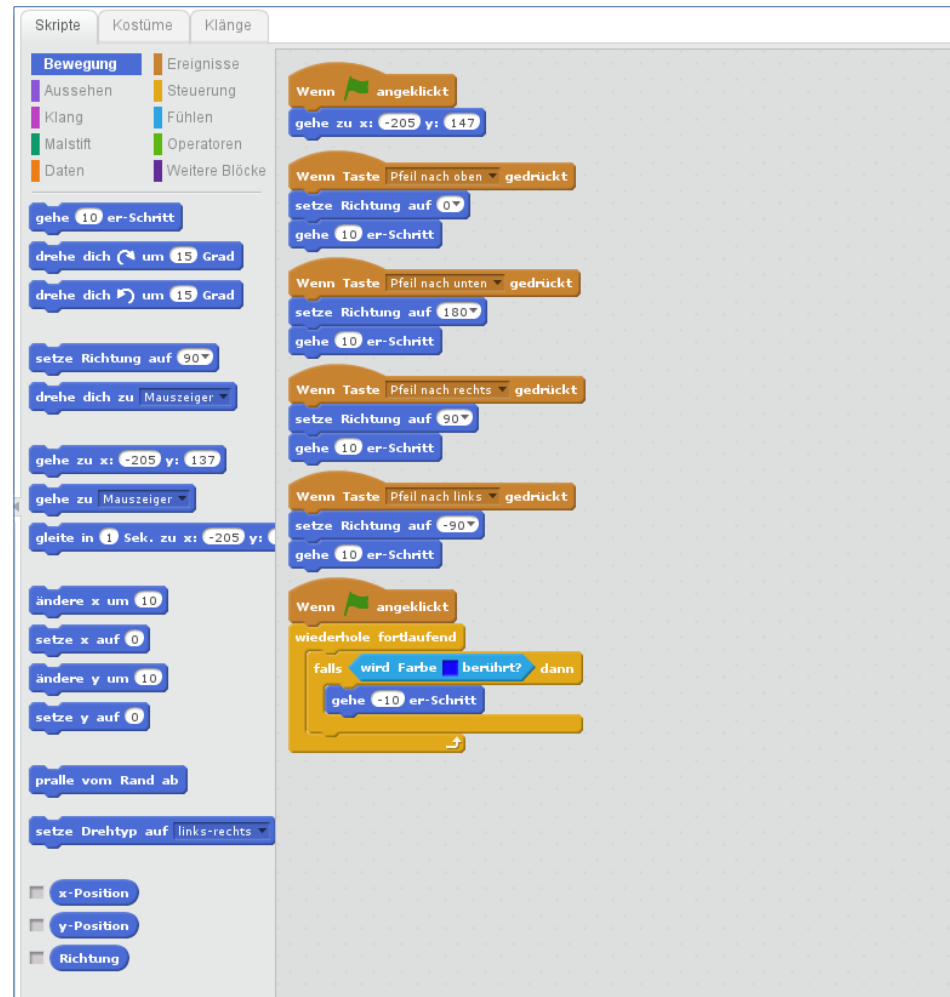 Skripte Kostüme Klänge
Bewegung Ereignisse
Aussehen Steuerung
Klang Fühlen
Malstift Operatoren
Daten Weitere Blöcke
gehe 10 er-Schritt
drehe dich um 15 Grad
drehe dich um 15 Grad
setze Richtung auf 90
drehe dich zu Mauszeiger
gehe zu x: -205 y: 137
gehe zu Mauszeiger
gleite in 1 Sek. zu x: -205 y:
ändere x um 10
setze x auf 0
ändere y um 10
setze y auf 0
pralle vom Rand ab
setze Drehtyp auf links-rechts
x-Position
y-Position
Richtung
Wenn angeklickt
gehe zu x: -205 y: 147
Wenn Taste Pfeil nach oben gedrückt
setze Richtung auf 0
gehe 10 er-Schritt
Wenn Taste Pfeil nach unten gedrückt
setze Richtung auf 180
gehe 10 er-Schritt
Wenn Taste Pfeil nach rechts gedrückt
setze Richtung auf 90
gehe 10 er-Schritt
Wenn Taste Pfeil nach links gedrückt
setze Richtung auf -90
gehe 10 er-Schritt
Wenn angeklickt
wiederhole fortlaufend
falls wird Farbe berührt? dann
gehe -10 er-Schritt